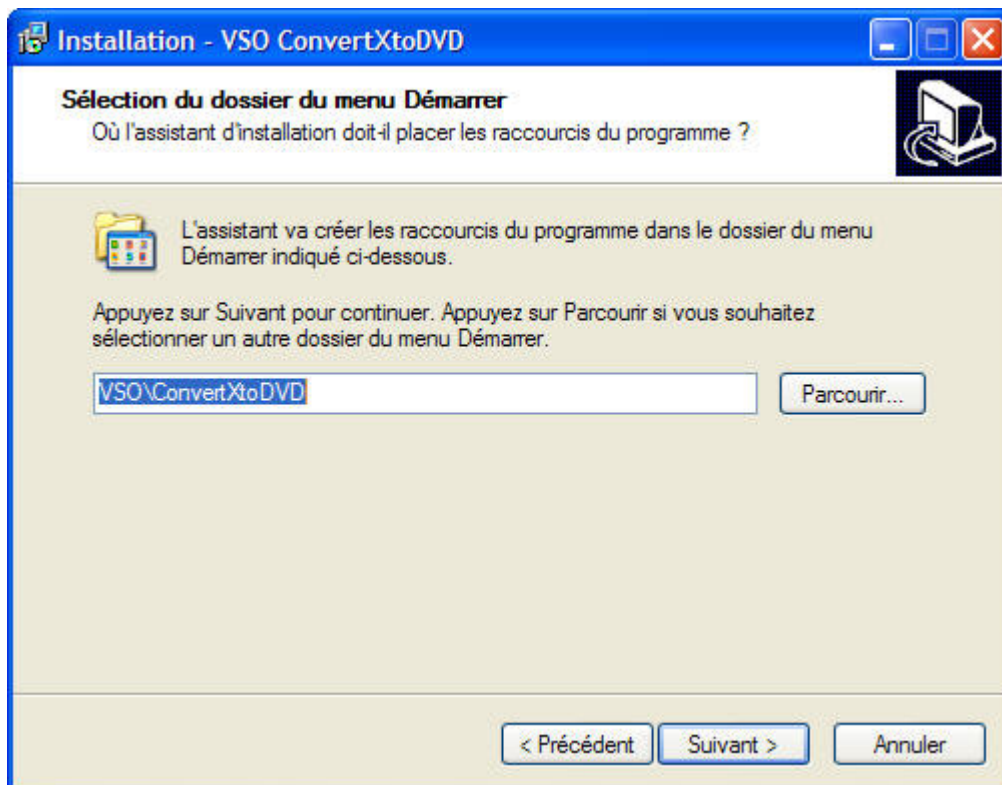 Installation - VSO ConvertXtoDVD
Sélection du dossier du menu Démarrer
Où l'assistant d'installation doit-il placer les raccourcis du programme ?
L'assistant va créer les raccourcis du programme dans le dossier du menu
Démarrer indiqué ci-dessous.
Appuyez sur Suivant pour continuer. Appuyez sur Parcourir si vous souhaitez
sélectionner un autre dossier du menu Démarrer.
VSO\ConvertXtoDVD
Parcourir...
< Précédent
Suivant >
Annuler